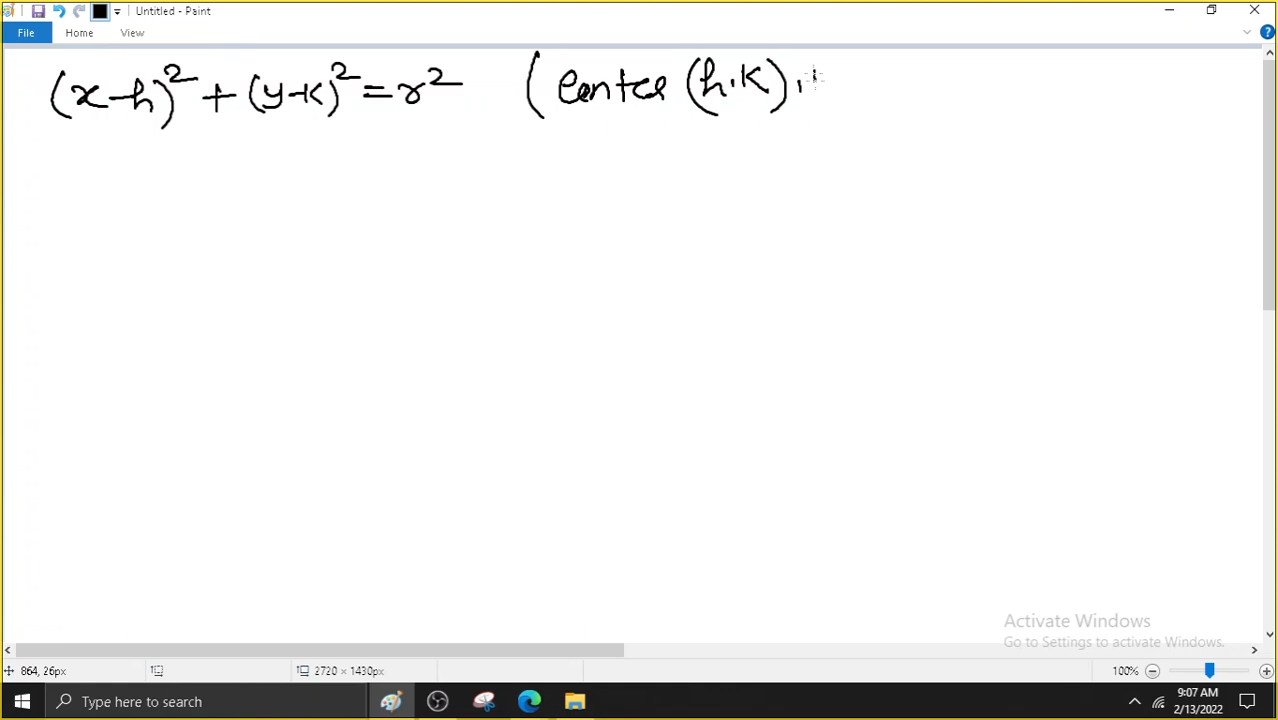 Untitled - Paint
File Home View
(x-h)² + (y-k)² = r² ( Center (h.k),
Activate Windows
Go to Settings to activate Windows.
864, 26px 2720 × 1430px 100%
Type here to search 9:07 AM
2/13/2022